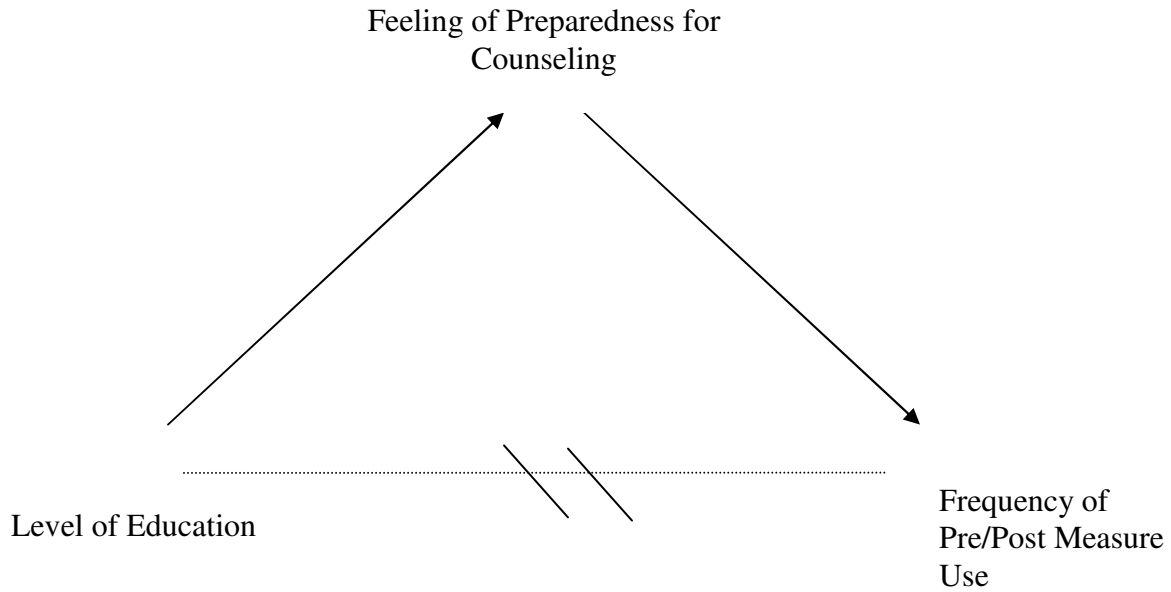 Feeling of Preparedness for
Counseling
Level of Education
Frequency of
Pre/Post Measure
Use